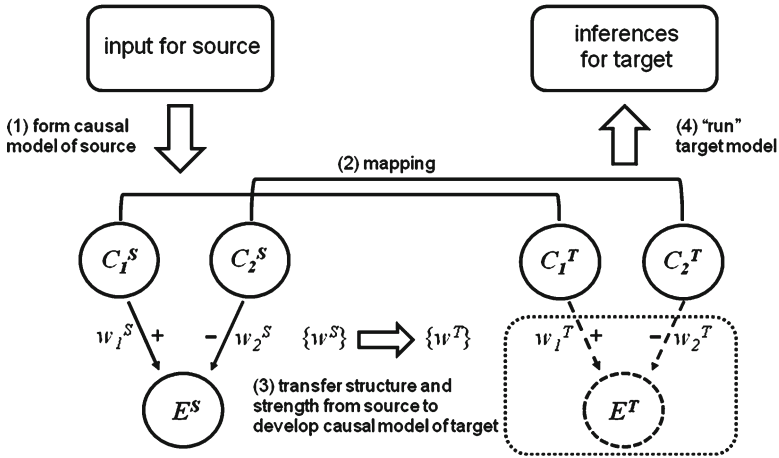 input for source
inferences
for target
(1) form causal
model of source
(4) “run”
target model
(2) mapping
C₁ˢ
C₂ˢ
C₁ᵀ
C₂ᵀ
w₁ˢ + − w₂ˢ
{wˢ} {wᵀ}
w₁ᵀ + − w₂ᵀ
(3) transfer structure and
strength from source to
develop causal model of target
Eˢ
Eᵀ